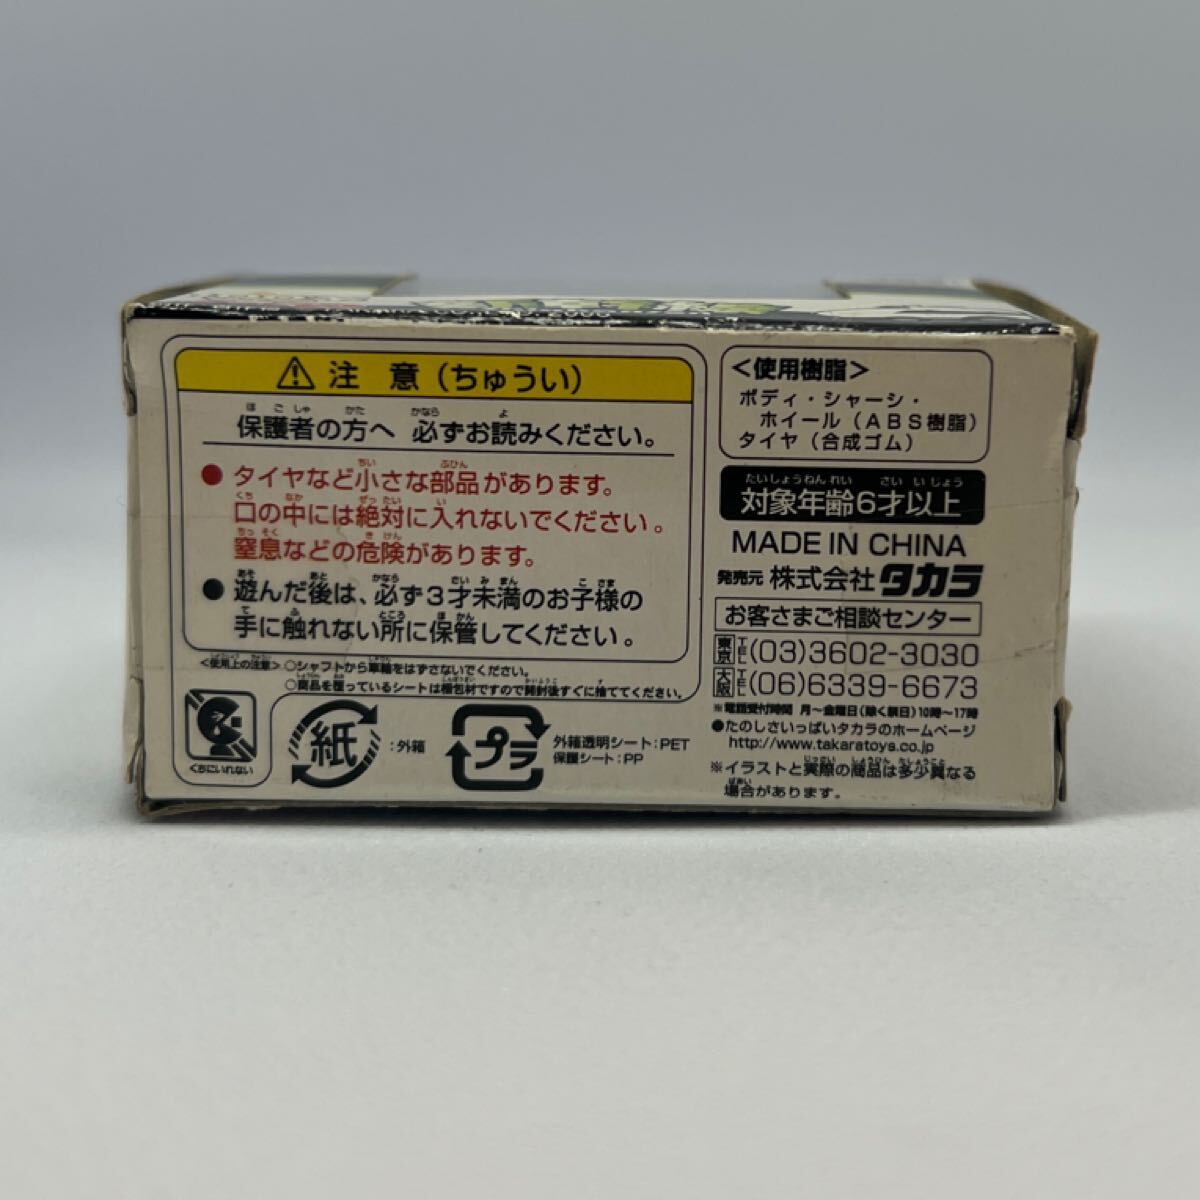 注 意（ちゅうい）
保護者の方へ 必ずお読みください。
●タイヤなど小さな部品があります。
口の中には絶対に入れないでください。
窒息などの危険があります。
●遊んだ後は、必ず3才未満のお子様の
手に触れない所に保管してください。
＜使用上の注意＞ ○シャフトから車輪をはずさないでください。
○商品を覆っているシートは梱包材ですので開封後すぐに捨ててください。
くちにいれない
紙
:外箱
プラ
外箱透明シート:PET
保護シート:PP
＜使用樹脂＞
ボディ・シャーシ・
ホイール（ABS樹脂）
タイヤ（合成ゴム）
対象年齢6才以上
MADE IN CHINA
発売元 株式会社タカラ
お客さまご相談センター
東京 TEL (03)3602-3030
大阪 TEL (06)6339-6673
※電話受付時間 月～金曜日（除く祭日）10時～17時
●たのしさいっぱいタカラのホームページ
http://www.takaratoys.co.jp
※イラストと実際の商品は多少異なる
場合があります。